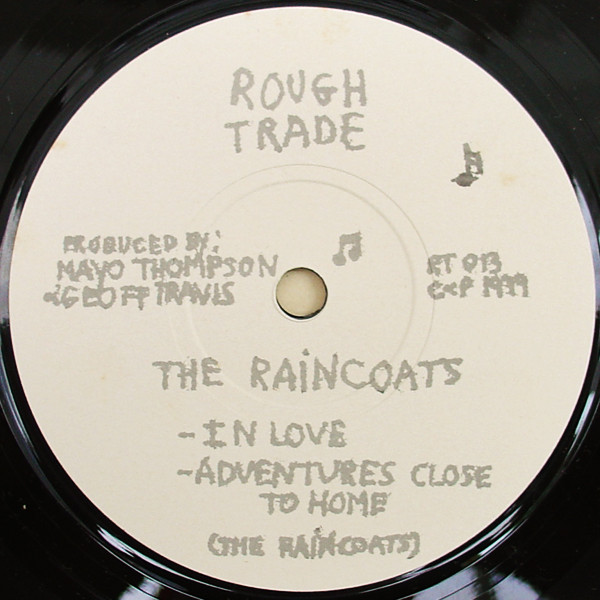 ROUGH
TRADE
PRODUCED BY:
MAYO THOMPSON
& GEOFF TRAVIS
RT 013
C&P 1979
THE RAiNCOATS
- IN LOVE
- ADVENTURES CLOSE
TO HOME
(THE RAiNCOATS)